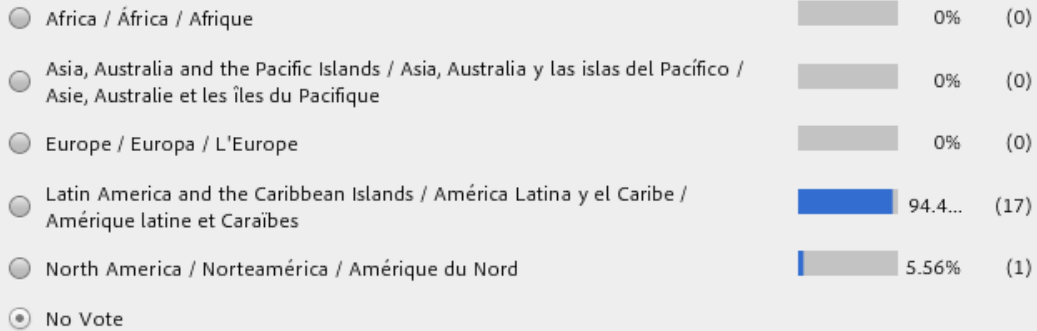 Africa / África / Afrique 0% (0)
Asia, Australia and the Pacific Islands / Asia, Australia y las islas del Pacífico /
Asie, Australie et les îles du Pacifique 0% (0)
Europe / Europa / L'Europe 0% (0)
Latin America and the Caribbean Islands / América Latina y el Caribe /
Amérique latine et Caraïbes 94.4... (17)
North America / Norteamérica / Amérique du Nord 5.56% (1)
No Vote